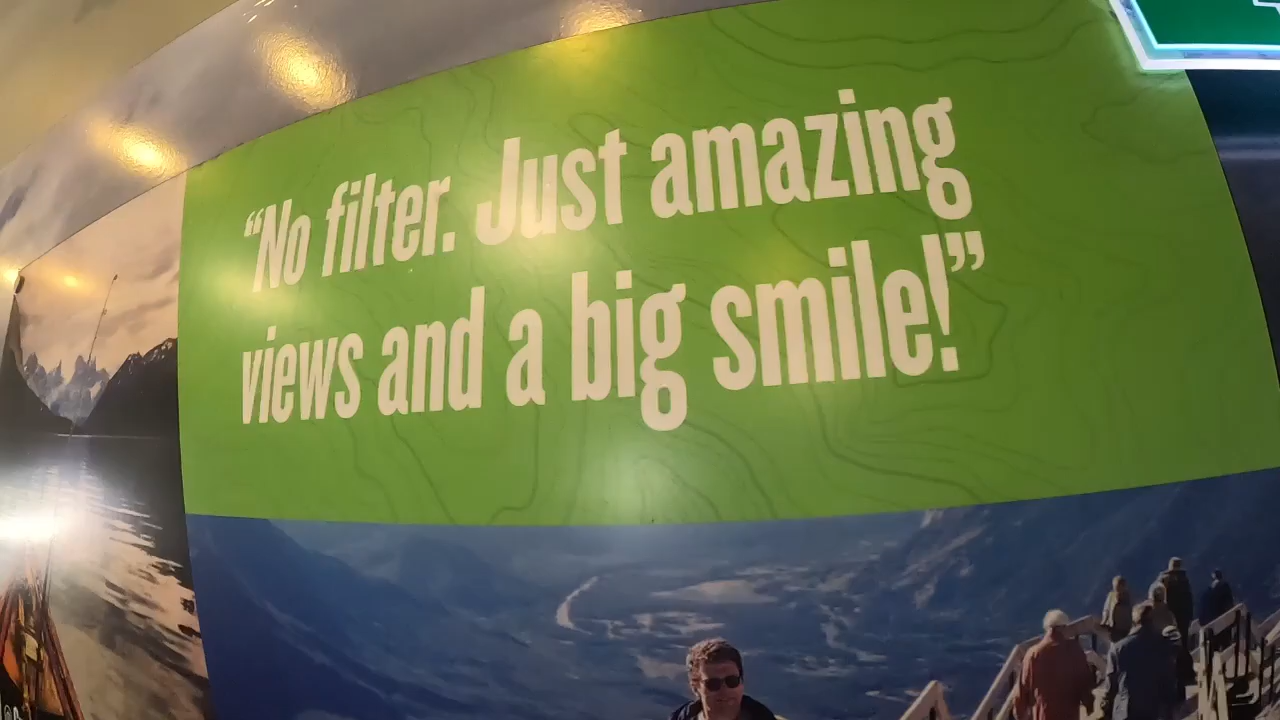 “No filter. Just amazing
views and a big smile!”